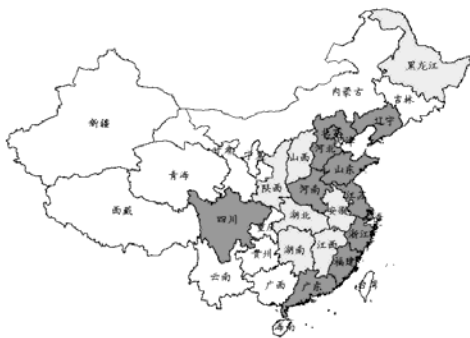 黑龙江
内蒙古
吉林
新疆
辽宁
河北
山西
山东
青海
陕西
河南
西藏
四川
湖北
安徽
浙江
湖南
江西
贵州
福建
云南
广西
广东
台湾
海南